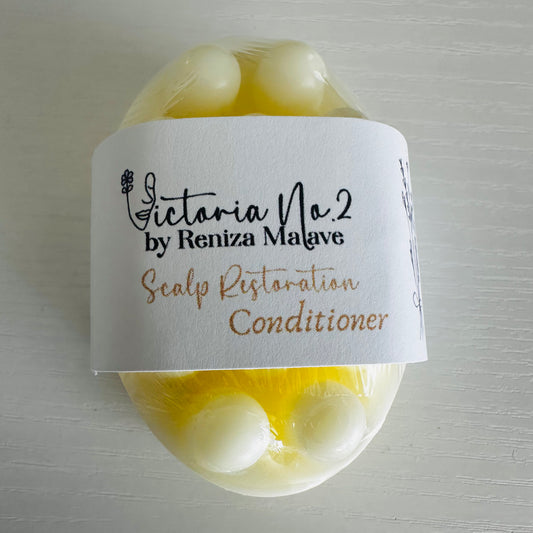 Victoria No.2
by Reniza Malave
Scalp Restoration
Conditioner